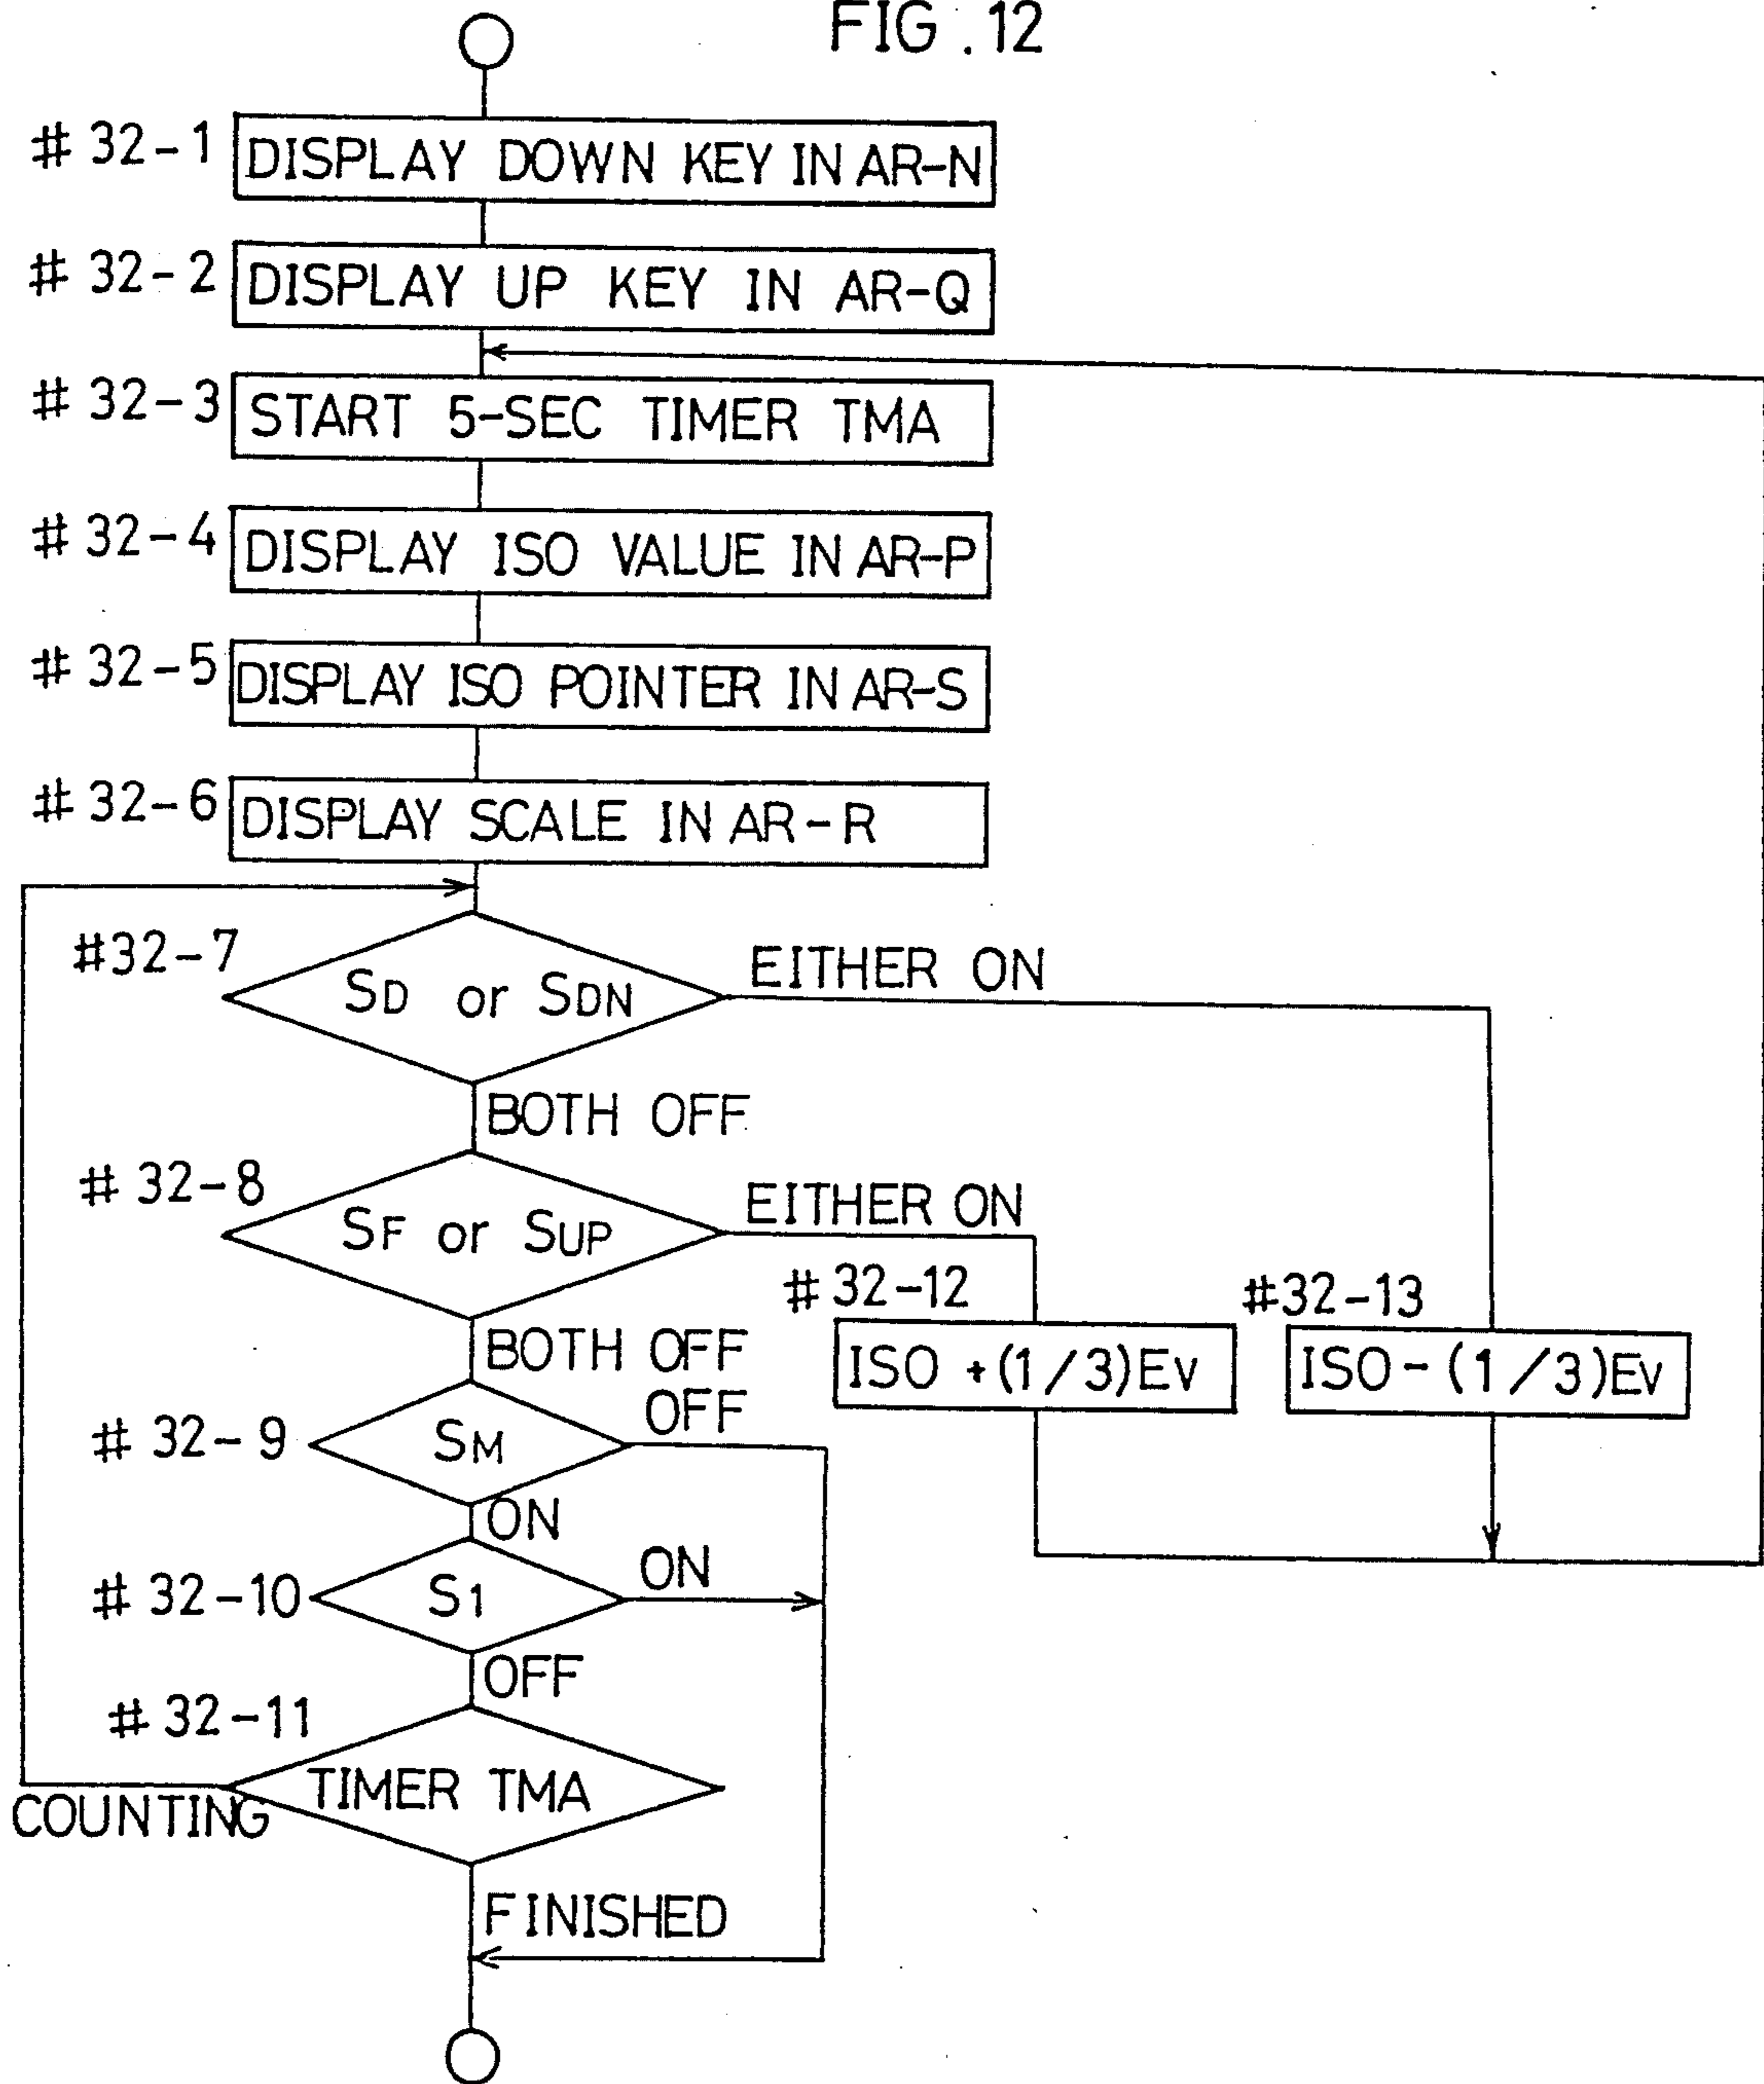 FIG. 12
# 32-1 DISPLAY DOWN KEY IN AR-N
# 32-2 DISPLAY UP KEY IN AR-Q
# 32-3 START 5-SEC TIMER TMA
# 32-4 DISPLAY ISO VALUE IN AR-P
# 32-5 DISPLAY ISO POINTER IN AR-S
# 32-6 DISPLAY SCALE IN AR-R
#32-7 SD or SDN EITHER ON
BOTH OFF
# 32-8 SF or SUP EITHER ON
# 32-12 ISO +(1/3)EV
#32-13 ISO-(1/3)EV
BOTH OFF
# 32-9 SM OFF
ON
# 32-10 S1 ON
OFF
# 32-11 TIMER TMA
COUNTING
FINISHED